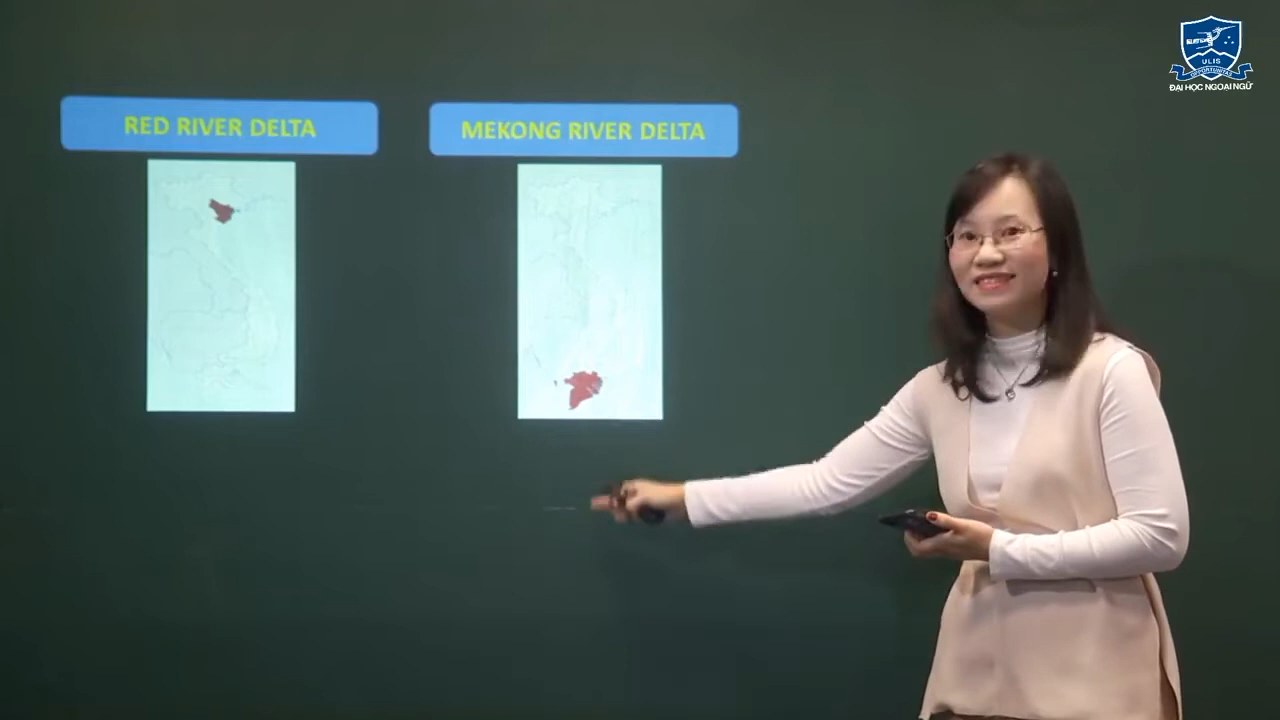 RED RIVER DELTA
MEKONG RIVER DELTA
ULIS
ĐẠI HỌC NGOẠI NGỮ